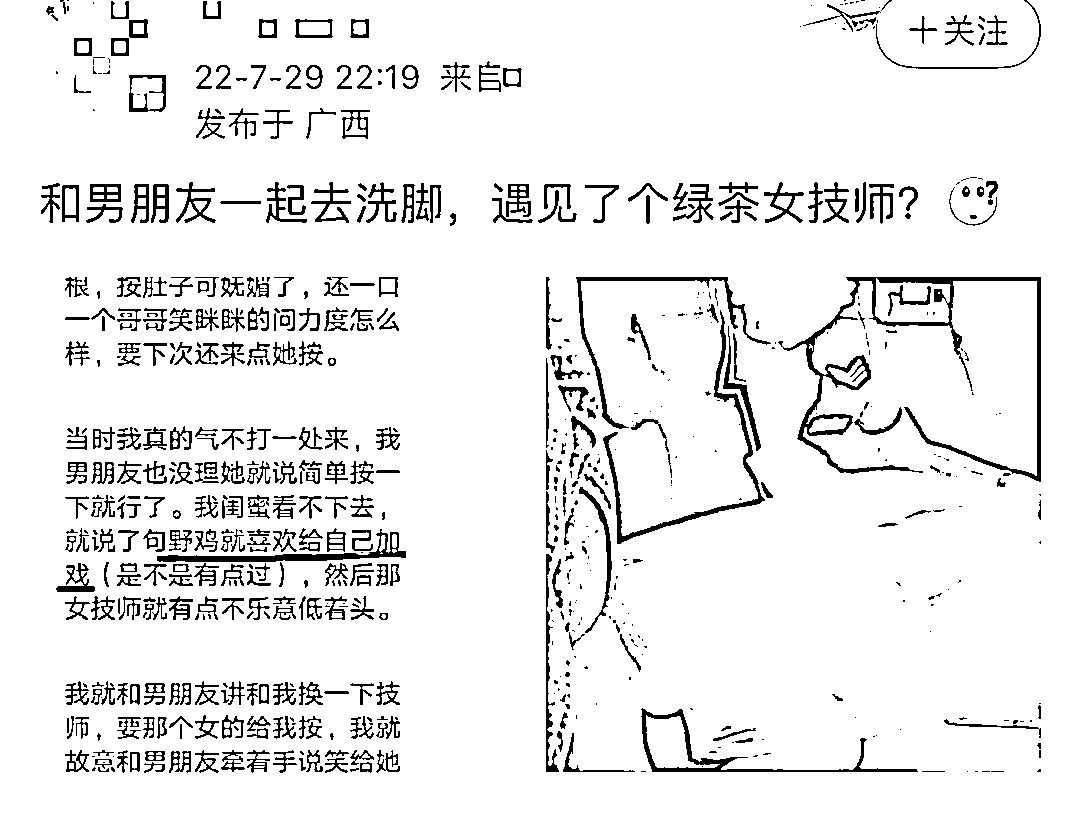 +关注
22-7-29 22:19 来自
发布于 广西
和男朋友一起去洗脚，遇见了个绿茶女技师？
根，按肚子可妩媚了，还一口
一个哥哥笑眯眯的问力度怎么
样，要下次还来点她按。
当时我真的气不打一处来，我
男朋友也没理她就说简单按一
下就行了。我闺蜜看不下去，
就说了句野鸡就喜欢给自己加
戏（是不是有点过），然后那
女技师就有点不乐意低着头。
我就和男朋友讲和我换一下技
师，要那个女的给我按，我就
故意和男朋友牵着手说笑给她